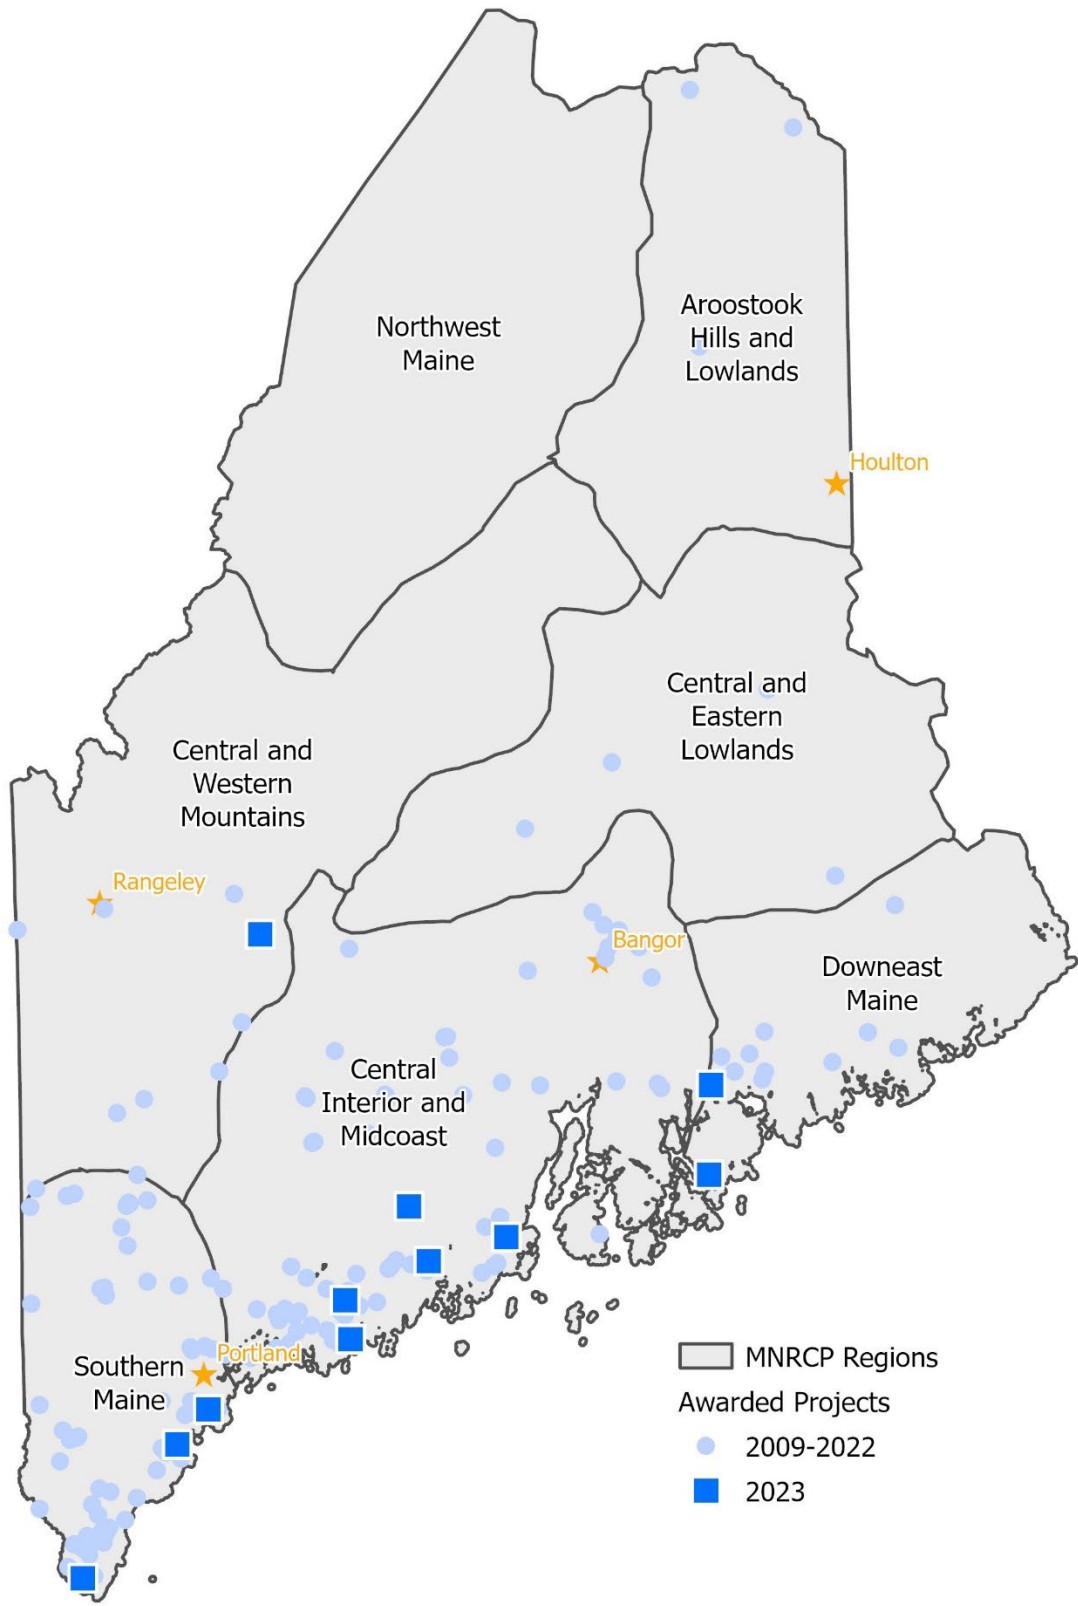 Northwest
Maine
Aroostook
Hills and
Lowlands
Houlton
Central and
Eastern
Lowlands
Central and
Western
Mountains
Rangeley
Bangor
Downeast
Maine
Central
Interior and
Midcoast
Portland
Southern
Maine
MNRCP Regions
Awarded Projects
2009-2022
2023